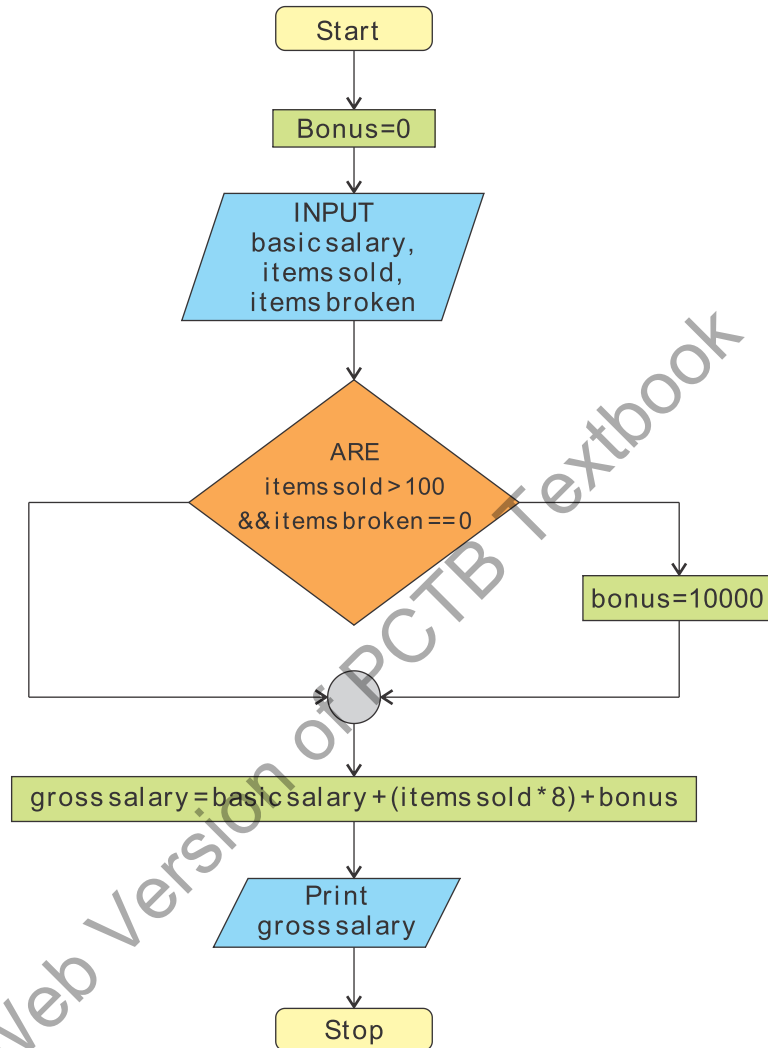 Start
Bonus=0
INPUT
basic salary,
items sold,
items broken
ARE
items sold > 100
&& items broken == 0
bonus=10000
gross salary = basic salary + (items sold * 8) + bonus
Print
gross salary
Stop
Web Version of PCTB Textbook